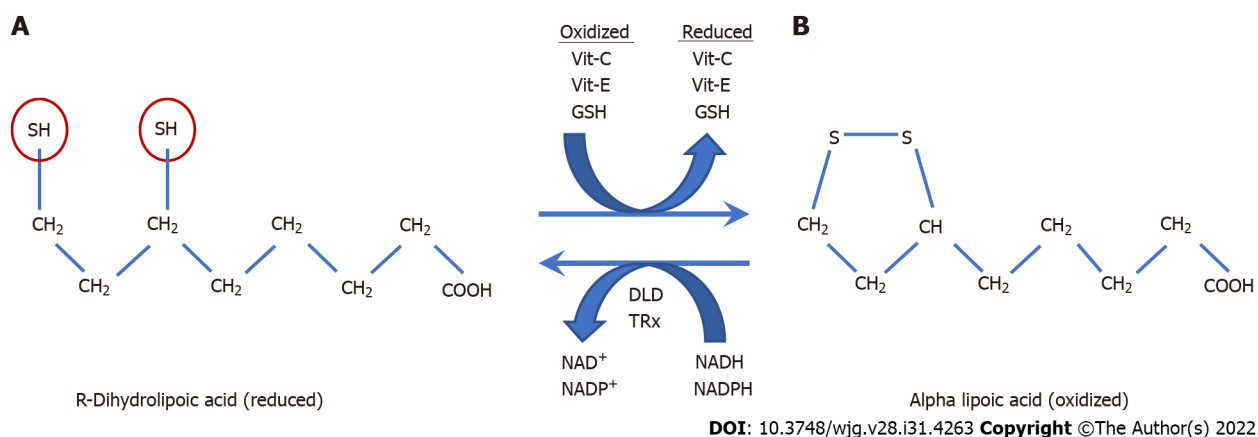 A
B
Oxidized Reduced
Vit-C Vit-C
Vit-E Vit-E
GSH GSH
SH SH
S S
CH₂ CH₂ CH₂ CH₂
CH₂ CH₂ CH₂ COOH
CH₂ CH CH₂ CH₂
CH₂ CH₂ CH₂ COOH
DLD
TRx
NAD⁺ NADH
NADP⁺ NADPH
R-Dihydrolipoic acid (reduced)
Alpha lipoic acid (oxidized)
DOI: 10.3748/wjg.v28.i31.4263 Copyright ©The Author(s) 2022